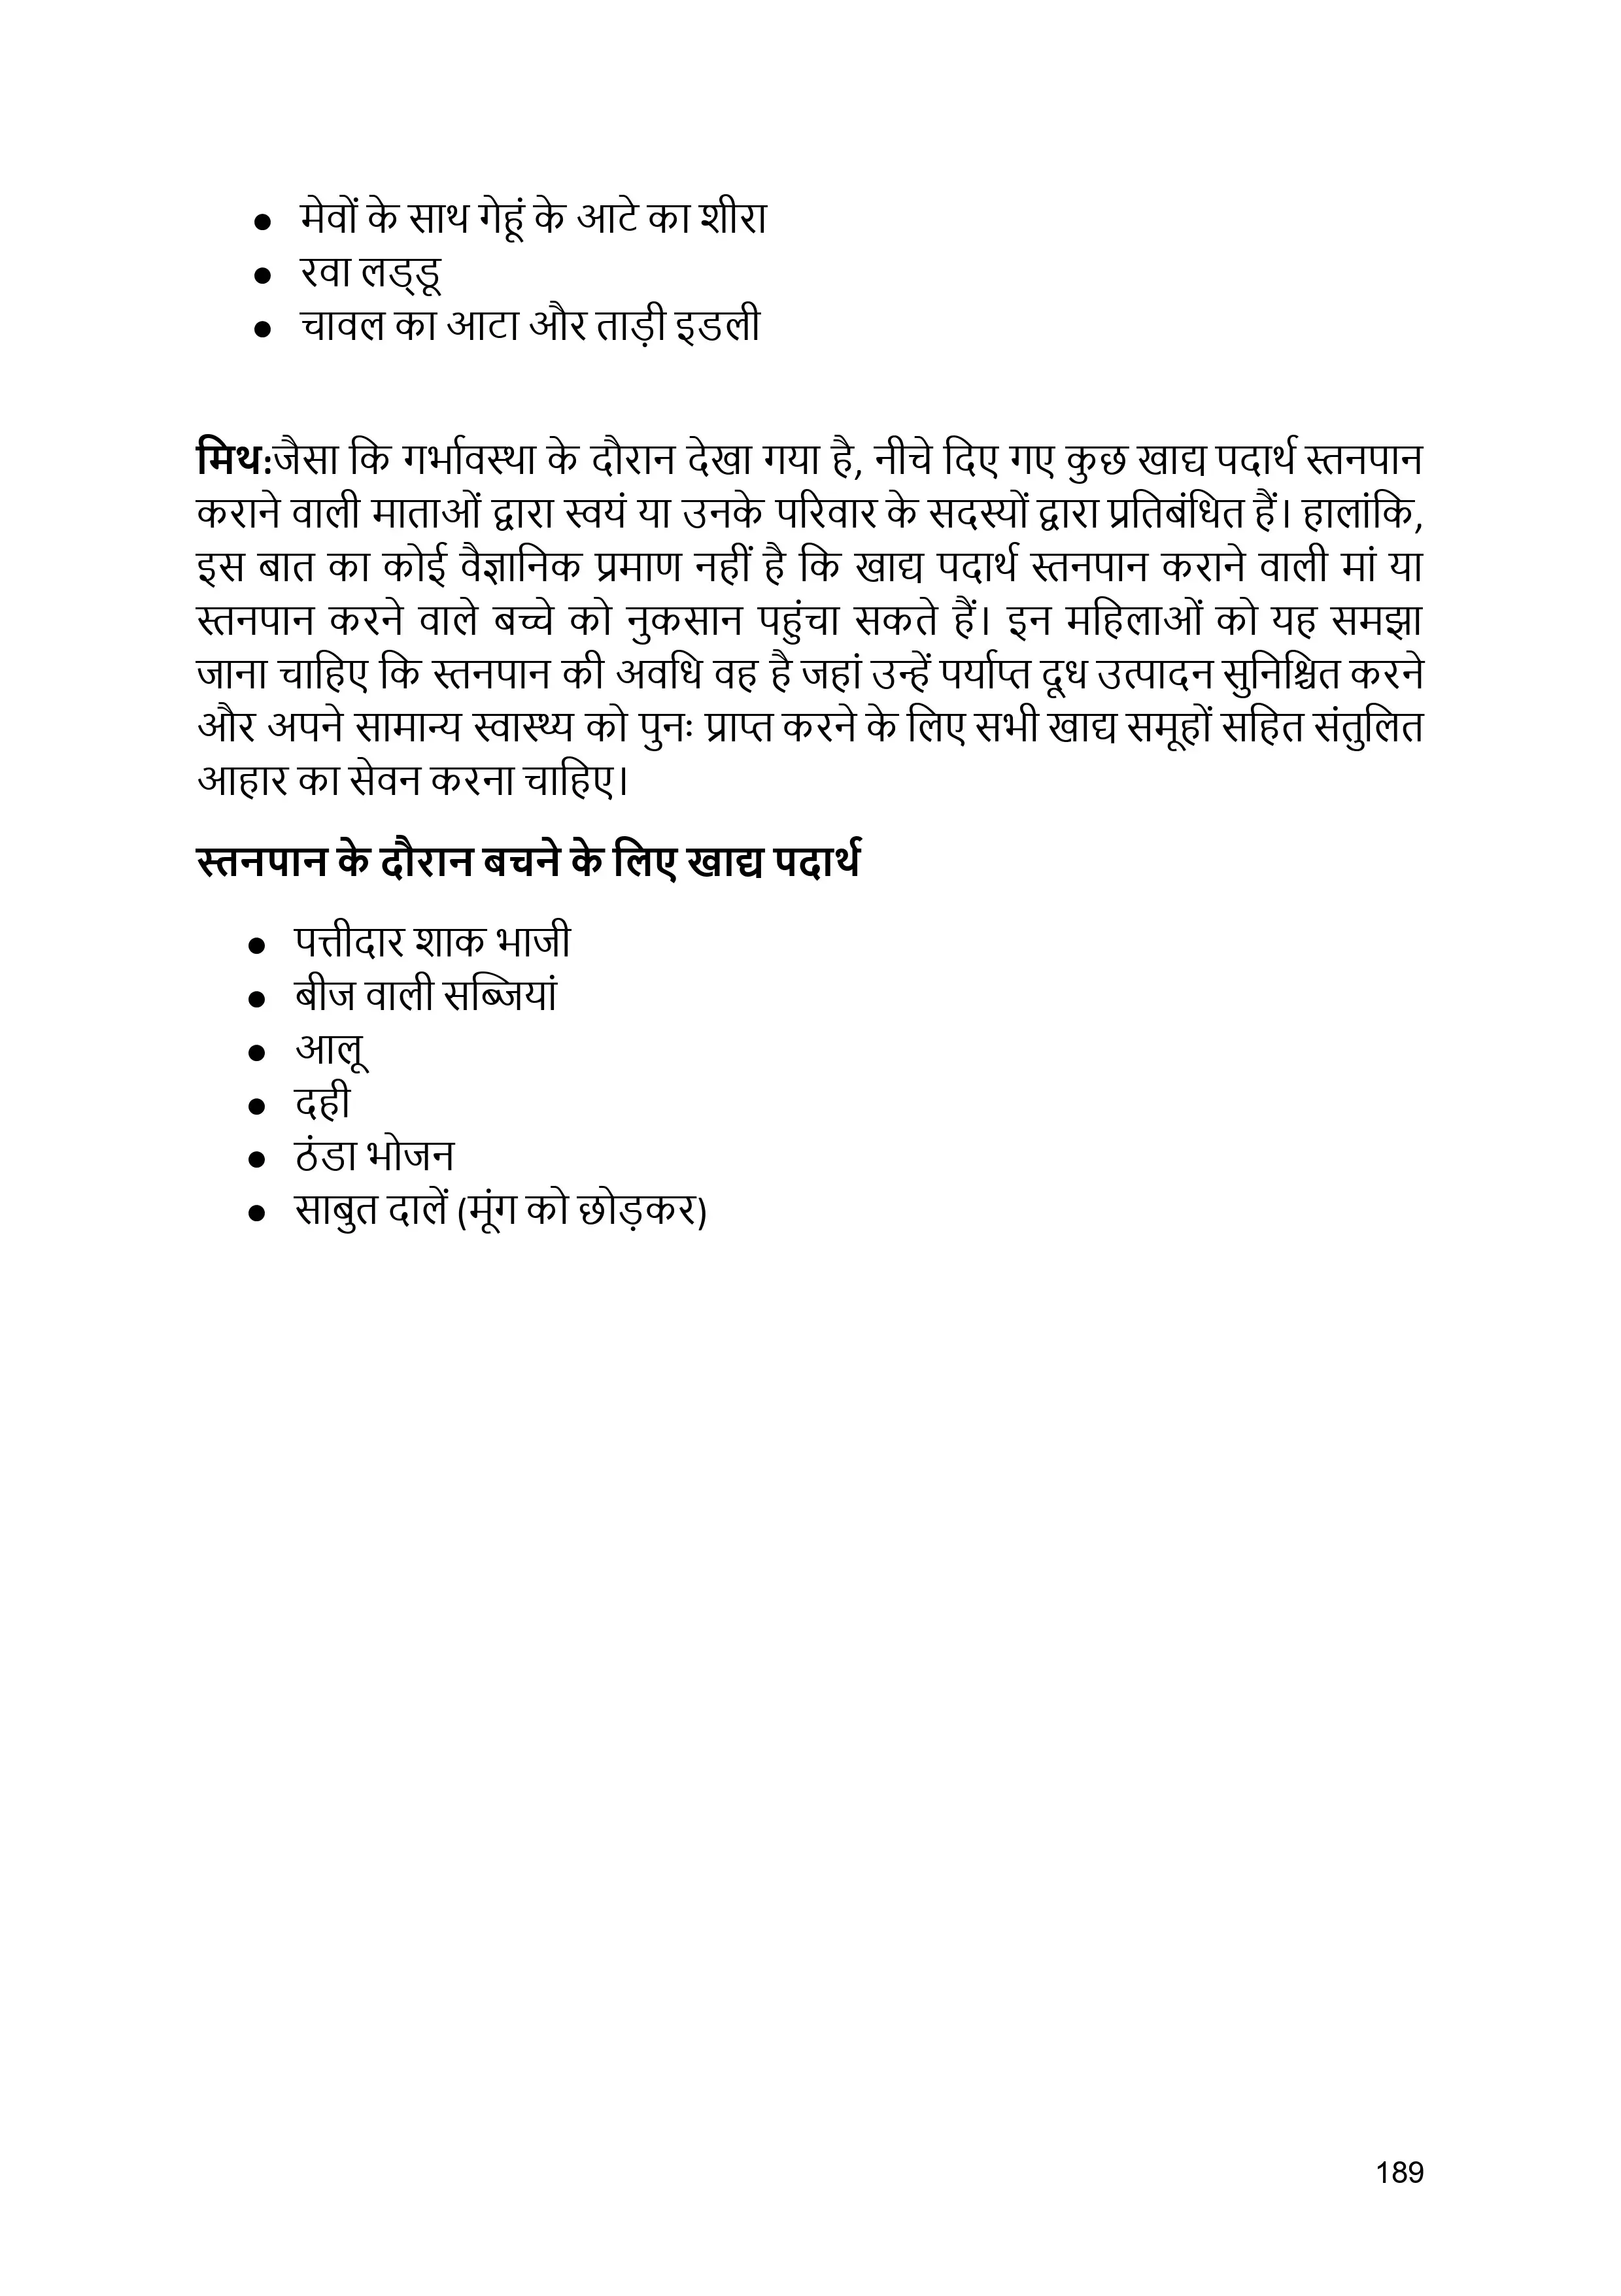 ● मेवों के साथ गेहूं के आटे का शीरा
● रवा लड्डू
● चावल का आटा और ताड़ी इडली
मिथ:जैसा कि गर्भावस्था के दौरान देखा गया है, नीचे दिए गए कुछ खाद्य पदार्थ स्तनपान
कराने वाली माताओं द्वारा स्वयं या उनके परिवार के सदस्यों द्वारा प्रतिबंधित हैं। हालांकि,
इस बात का कोई वैज्ञानिक प्रमाण नहीं है कि खाद्य पदार्थ स्तनपान कराने वाली मां या
स्तनपान करने वाले बच्चे को नुकसान पहुंचा सकते हैं। इन महिलाओं को यह समझा
जाना चाहिए कि स्तनपान की अवधि वह है जहां उन्हें पर्याप्त दूध उत्पादन सुनिश्चित करने
और अपने सामान्य स्वास्थ्य को पुनः प्राप्त करने के लिए सभी खाद्य समूहों सहित संतुलित
आहार का सेवन करना चाहिए।
स्तनपान के दौरान बचने के लिए खाद्य पदार्थ
● पत्तीदार शाक भाजी
● बीज वाली सब्जियां
● आलू
● दही
● ठंडा भोजन
● साबुत दालें (मूंग को छोड़कर)
189